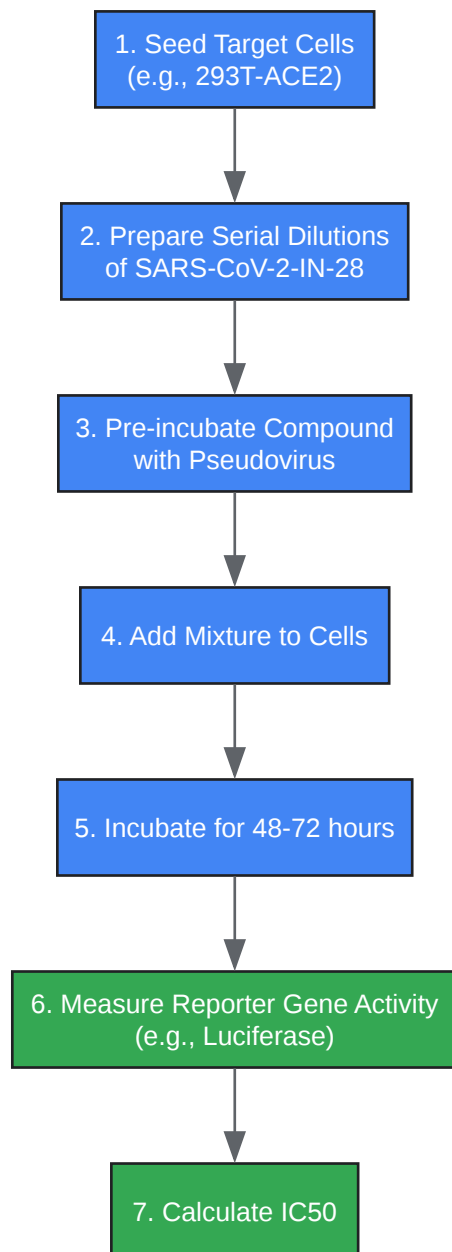 1. Seed Target Cells
(e.g., 293T-ACE2)
2. Prepare Serial Dilutions
of SARS-CoV-2-IN-28
3. Pre-incubate Compound
with Pseudovirus
4. Add Mixture to Cells
5. Incubate for 48-72 hours
6. Measure Reporter Gene Activity
(e.g., Luciferase)
7. Calculate IC50